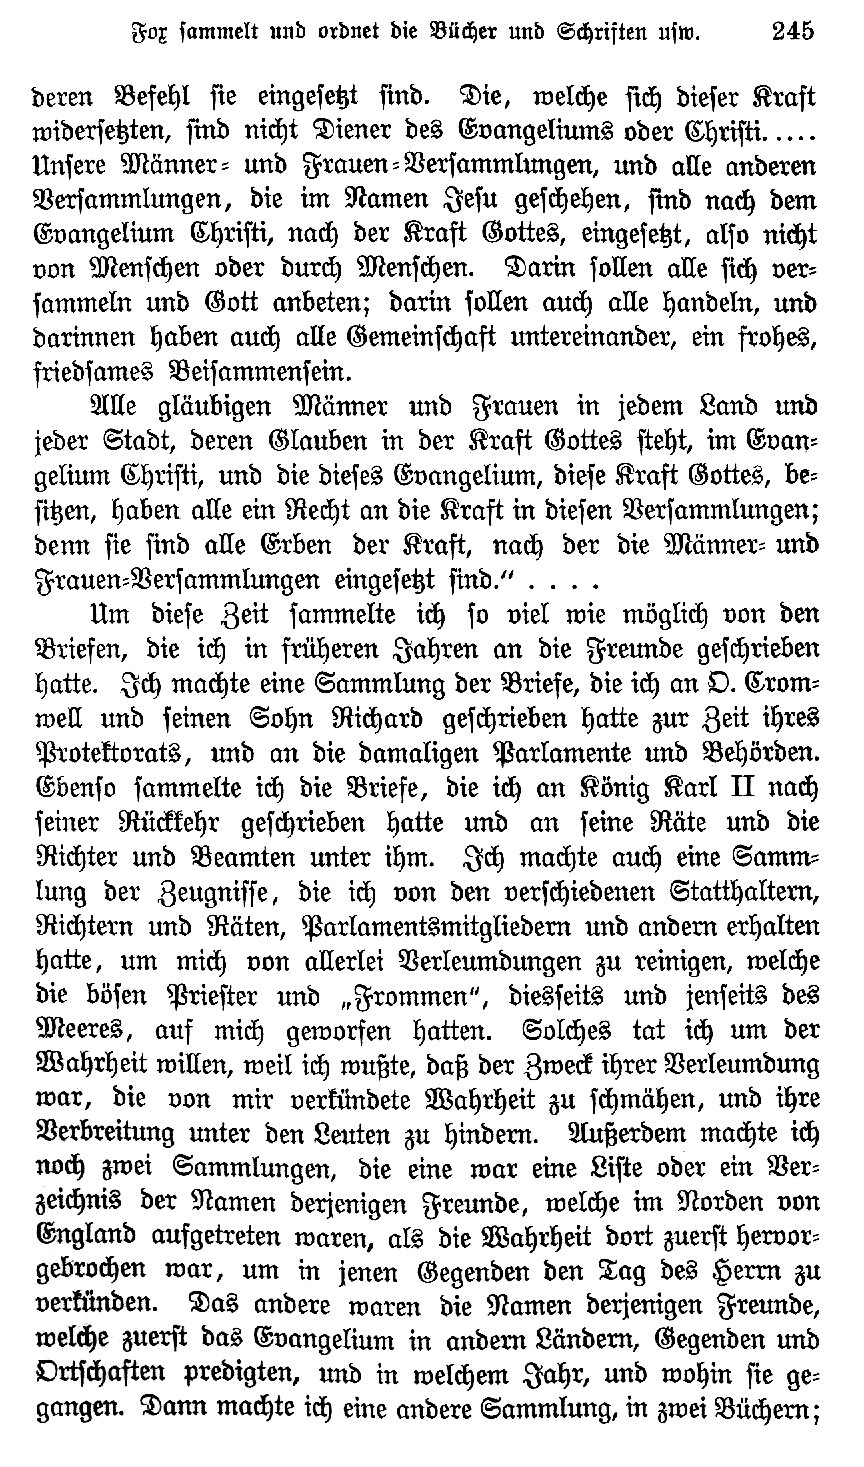 Fox sammelt und ordnet die Bücher und Schriften usw. 245
deren Befehl sie eingesetzt sind. Die, welche sich dieser Kraft
widersetzten, sind nicht Diener des Evangeliums oder Christi.....
Unsere Männer- und Frauen-Versammlungen, und alle anderen
Versammlungen, die im Namen Jesu geschehen, sind nach dem
Evangelium Christi, nach der Kraft Gottes, eingesetzt, also nicht
von Menschen oder durch Menschen. Darin sollen alle sich ver-
sammeln und Gott anbeten; darin sollen auch alle handeln, und
darinnen haben auch alle Gemeinschaft untereinander, ein frohes,
friedsames Beisammensein.
Alle gläubigen Männer und Frauen in jedem Land und
jeder Stadt, deren Glauben in der Kraft Gottes steht, im Evan-
gelium Christi, und die dieses Evangelium, diese Kraft Gottes, be-
sitzen, haben alle ein Recht an die Kraft in diesen Versammlungen;
denn sie sind alle Erben der Kraft, nach der die Männer- und
Frauen-Versammlungen eingesetzt sind.“ . . . .
Um diese Zeit sammelte ich so viel wie möglich von den
Briefen, die ich in früheren Jahren an die Freunde geschrieben
hatte. Ich machte eine Sammlung der Briefe, die ich an O. Crom-
well und seinen Sohn Richard geschrieben hatte zur Zeit ihres
Protektorats, und an die damaligen Parlamente und Behörden.
Ebenso sammelte ich die Briefe, die ich an König Karl II nach
seiner Rückkehr geschrieben hatte und an seine Räte und die
Richter und Beamten unter ihm. Ich machte auch eine Samm-
lung der Zeugnisse, die ich von den verschiedenen Statthaltern,
Richtern und Räten, Parlamentsmitgliedern und andern erhalten
hatte, um mich von allerlei Verleumdungen zu reinigen, welche
die bösen Priester und „Frommen“, diesseits und jenseits des
Meeres, auf mich geworfen hatten. Solches tat ich um der
Wahrheit willen, weil ich wußte, daß der Zweck ihrer Verleumdung
war, die von mir verkündete Wahrheit zu schmähen, und ihre
Verbreitung unter den Leuten zu hindern. Außerdem machte ich
noch zwei Sammlungen, die eine war eine Liste oder ein Ver-
zeichnis der Namen derjenigen Freunde, welche im Norden von
England aufgetreten waren, als die Wahrheit dort zuerst hervor-
gebrochen war, um in jenen Gegenden den Tag des Herrn zu
verkünden. Das andere waren die Namen derjenigen Freunde,
welche zuerst das Evangelium in andern Ländern, Gegenden und
Ortschaften predigten, und in welchem Jahr, und wohin sie ge-
gangen. Dann machte ich eine andere Sammlung, in zwei Büchern;